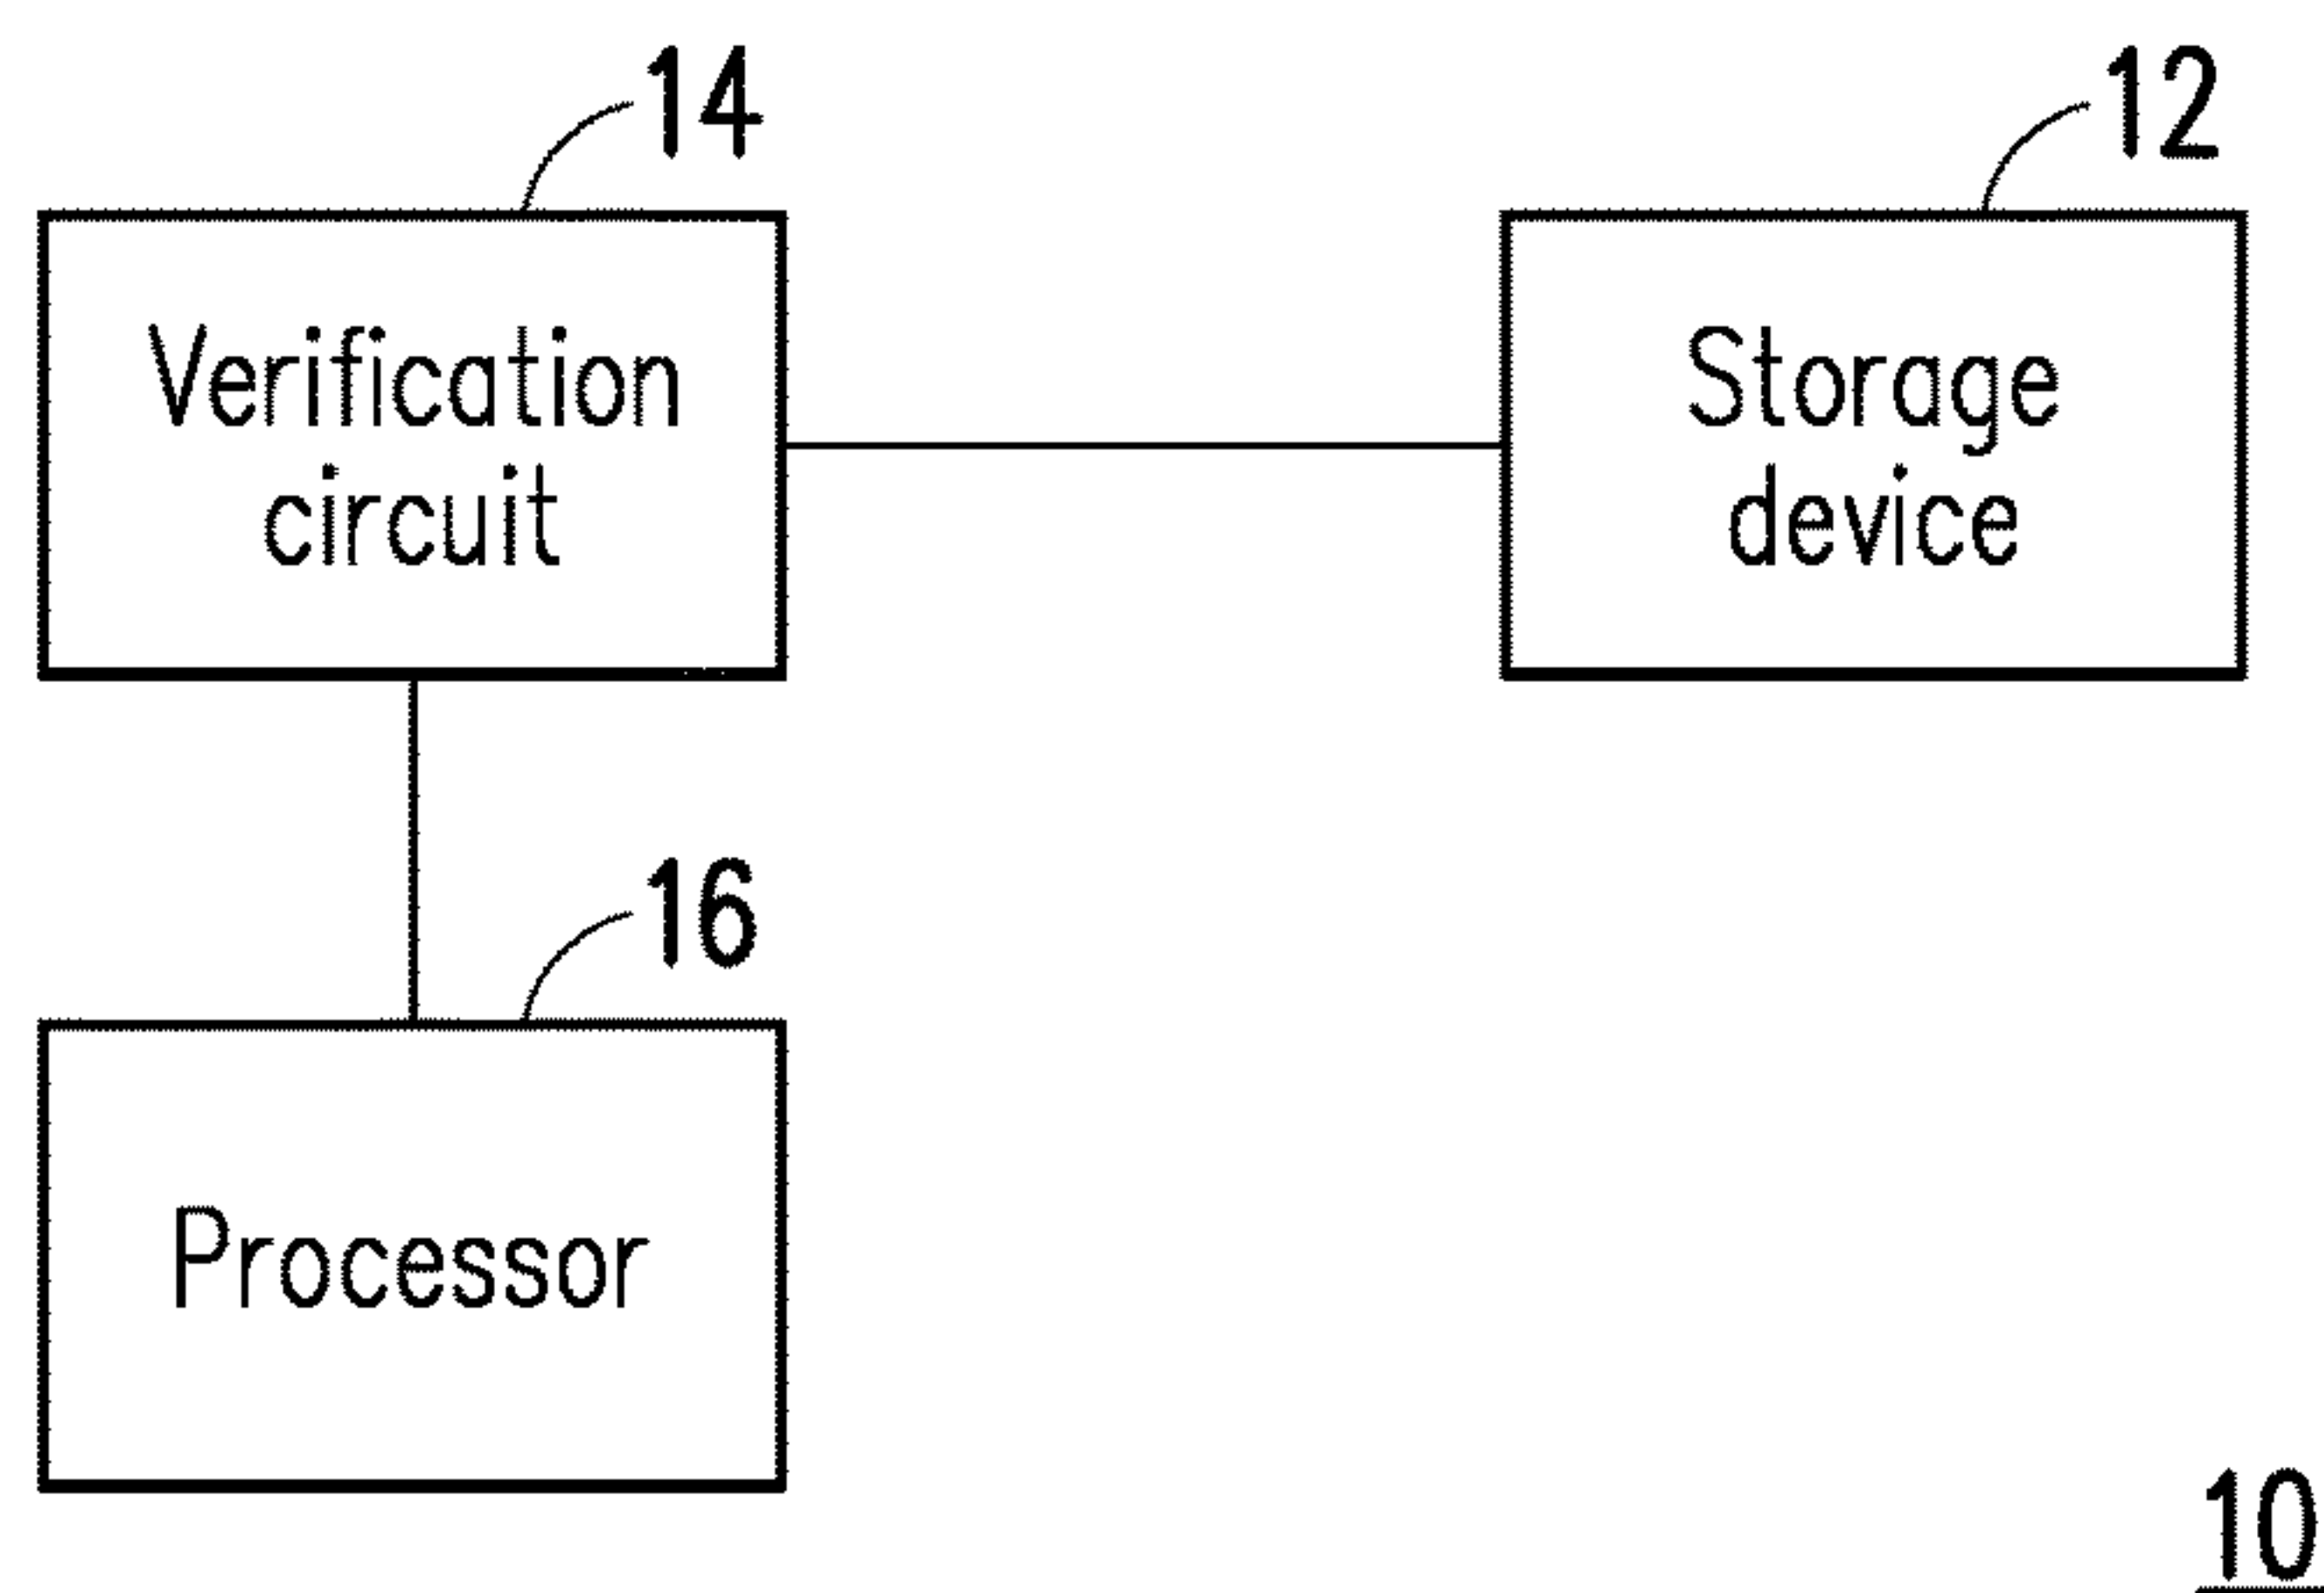 14
12
Verification
circuit
Storage
device
16
Processor
10